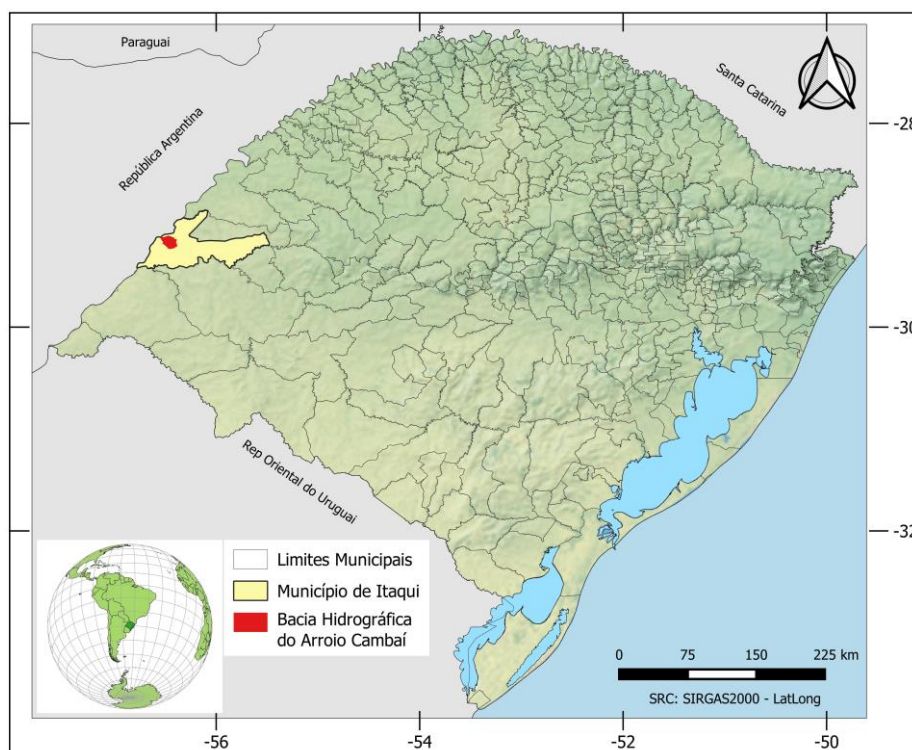 Paraguai
Santa Catarina
República Argentina
-28
-30
Rep Oriental do Uruguai
-32
Limites Municipais
Município de Itaqui
Bacia Hidrográfica
do Arroio Cambaí
0 75 150 225 km
SRC: SIRGAS2000 - LatLong
-56 -54 -52 -50